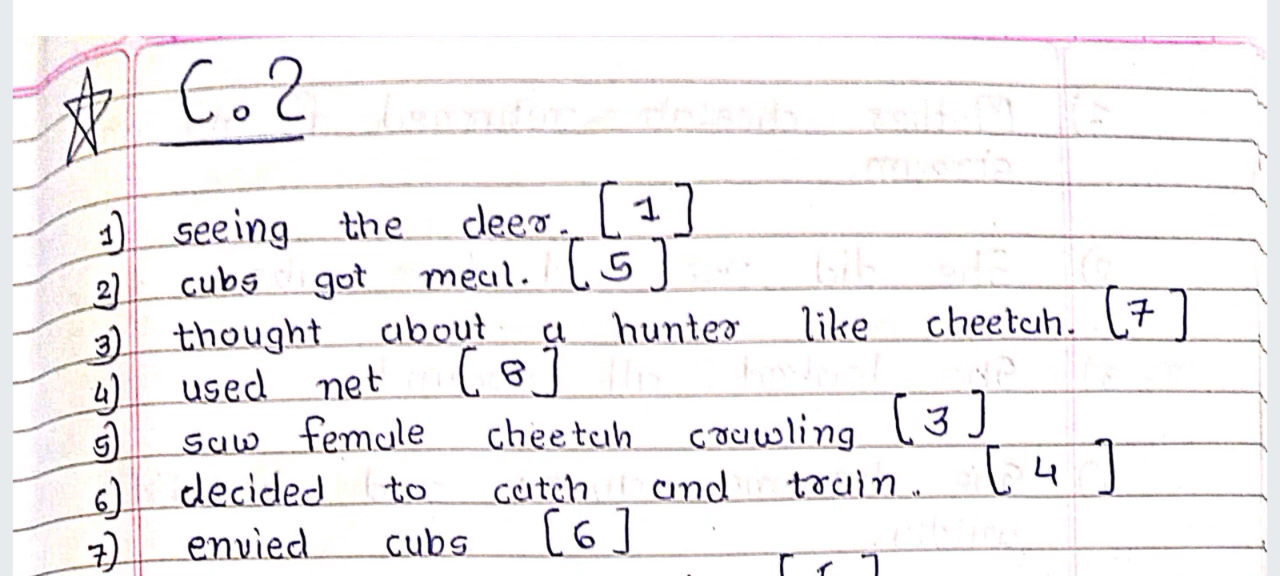 C.2
1) seeing the deer. [1]
2) cubs got meal. [5]
3) thought about a hunter like cheetah. [7]
4) used net [8]
5) saw female cheetah crawling [3]
6) decided to catch and train. [4]
7) envied cubs [6]